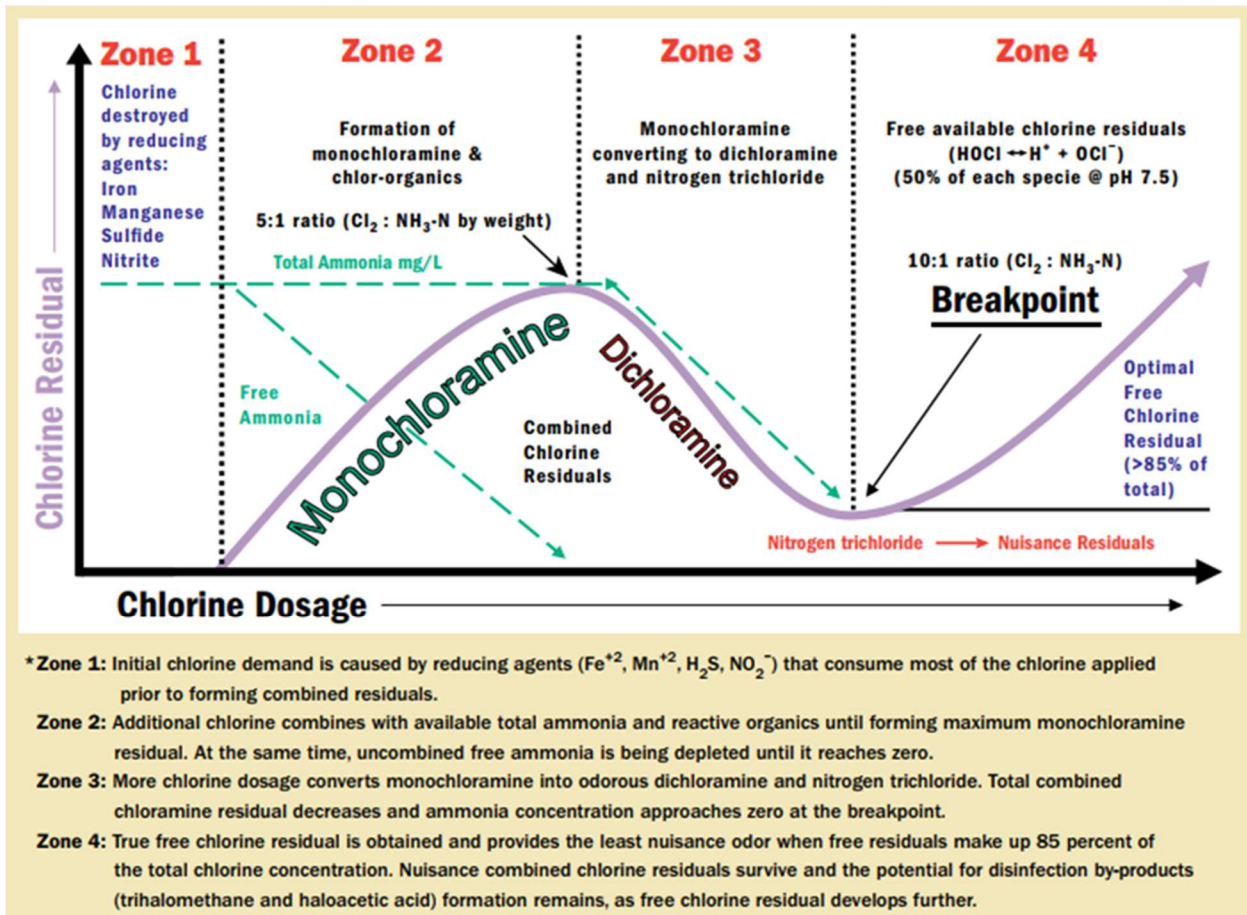 Zone 1
Zone 2
Zone 3
Zone 4
Chlorine
destroyed
by reducing
agents:
Iron
Manganese
Sulfide
Nitrite
Formation of
monochloramine &
chlor-organics
5:1 ratio (Cl₂ : NH₃-N by weight)
Monochloramine
converting to dichloramine
and nitrogen trichloride
Free available chlorine residuals
(HOCl ↔ H⁺ + OCl⁻)
(50% of each specie @ pH 7.5)
10:1 ratio (Cl₂ : NH₃-N)
Breakpoint
Total Ammonia mg/L
Free
Ammonia
Monochloramine
Dichloramine
Combined
Chlorine
Residuals
Optimal
Free
Chlorine
Residual
(>85% of
total)
Nitrogen trichloride → Nuisance Residuals
Chlorine Residual
Chlorine Dosage
*Zone 1: Initial chlorine demand is caused by reducing agents (Fe⁺², Mn⁺², H₂S, NO₂⁻) that consume most of the chlorine applied
prior to forming combined residuals.
Zone 2: Additional chlorine combines with available total ammonia and reactive organics until forming maximum monochloramine
residual. At the same time, uncombined free ammonia is being depleted until it reaches zero.
Zone 3: More chlorine dosage converts monochloramine into odorous dichloramine and nitrogen trichloride. Total combined
chloramine residual decreases and ammonia concentration approaches zero at the breakpoint.
Zone 4: True free chlorine residual is obtained and provides the least nuisance odor when free residuals make up 85 percent of
the total chlorine concentration. Nuisance combined chlorine residuals survive and the potential for disinfection by-products
(trihalomethane and haloacetic acid) formation remains, as free chlorine residual develops further.